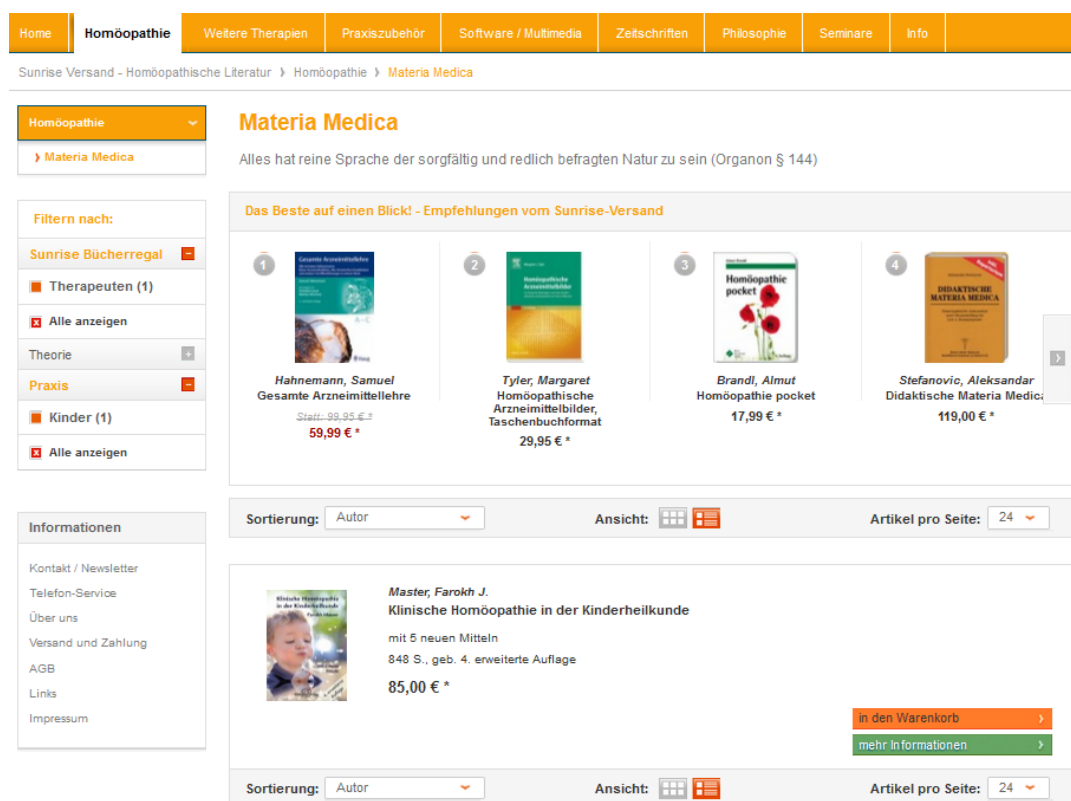 Home Homöopathie Weitere Therapien Praxiszubehör Software / Multimedia Zeitschriften Philosophie Seminare Info
Sunrise Versand - Homöopathische Literatur Homöopathie Materia Medica
Homöopathie
Materia Medica
Filtern nach:
Sunrise Bücherregal
Therapeuten (1)
Alle anzeigen
Theorie
Praxis
Kinder (1)
Alle anzeigen
Informationen
Kontakt / Newsletter
Telefon-Service
Über uns
Versand und Zahlung
AGB
Links
Impressum
Materia Medica
Alles hat reine Sprache der sorgfältig und redlich befragten Natur zu sein (Organon § 144)
Das Beste auf einen Blick! - Empfehlungen vom Sunrise-Versand
1
Gesamte Arzneimittellehre
A - C
Hahnemann, Samuel
Gesamte Arzneimittellehre
Statt: 99,95 € *
59,99 € *
2
Homöopathische
Arzneimittelbilder
Tyler, Margaret
Homöopathische
Arzneimittelbilder,
Taschenbuchformat
29,95 € *
3
Homöopathie
pocket
Brandl, Almut
Homöopathie pocket
17,99 € *
4
DIDAKTISCHE
MATERIA MEDICA
Stefanovic, Aleksandar
Didaktische Materia Medica
119,00 € *
Sortierung: Autor Ansicht: Artikel pro Seite: 24
Klinische Homöopathie
in der Kinderheilkunde
Farokh Master
Master, Farokh J.
Klinische Homöopathie in der Kinderheilkunde
mit 5 neuen Mitteln
848 S., geb. 4. erweiterte Auflage
85,00 € *
in den Warenkorb
mehr Informationen
Sortierung: Autor Ansicht: Artikel pro Seite: 24